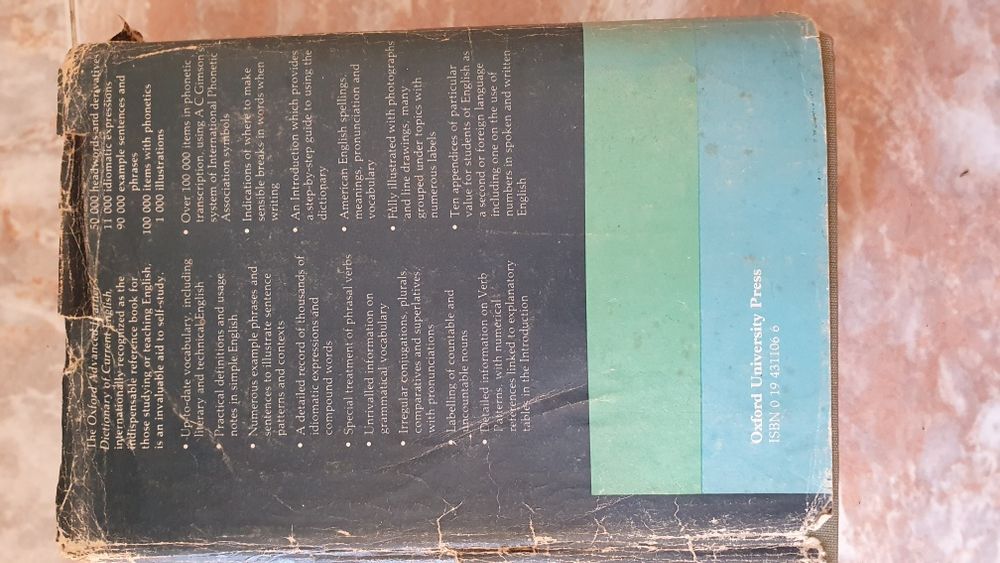 The Oxford Advanced Learner's
Dictionary of Current English,
internationally recognized as the
indispensable reference book for
those studying or teaching English,
is an invaluable aid to self-study.
• Up-to-date vocabulary, including
literary and technical English
• Practical definitions and usage
notes in simple English
• Numerous example phrases and
sentences to illustrate sentence
patterns and contexts
• A detailed record of thousands of
idiomatic expressions and
compound words
• Special treatment of phrasal verbs
• Unrivalled information on
grammatical vocabulary
• Irregular conjugations, plurals,
comparatives and superlatives,
with pronunciations
• Labelling of countable and
uncountable nouns
• Detailed information on Verb
Patterns, with numerical
references linked to explanatory
tables in the Introduction
50 000 headwords and derivatives
11 000 idiomatic expressions
90 000 example sentences and
phrases
100 000 items with phonetics
1 000 illustrations
• Over 100 000 items in phonetic
transcription, using A C Gimson's
system of International Phonetic
Association symbols
• Indications of where to make
sensible breaks in words when
writing
• An Introduction which provides
a step-by-step guide to using the
dictionary
• American English spellings,
meanings, pronunciation and
vocabulary
• Fully illustrated with photographs
and line drawings, many
grouped under topics with
numerous labels
• Ten appendices of particular
value for students of English as
a second or foreign language
including one on the use of
numbers in spoken and written
English
Oxford University Press
ISBN 0 19 431106 6